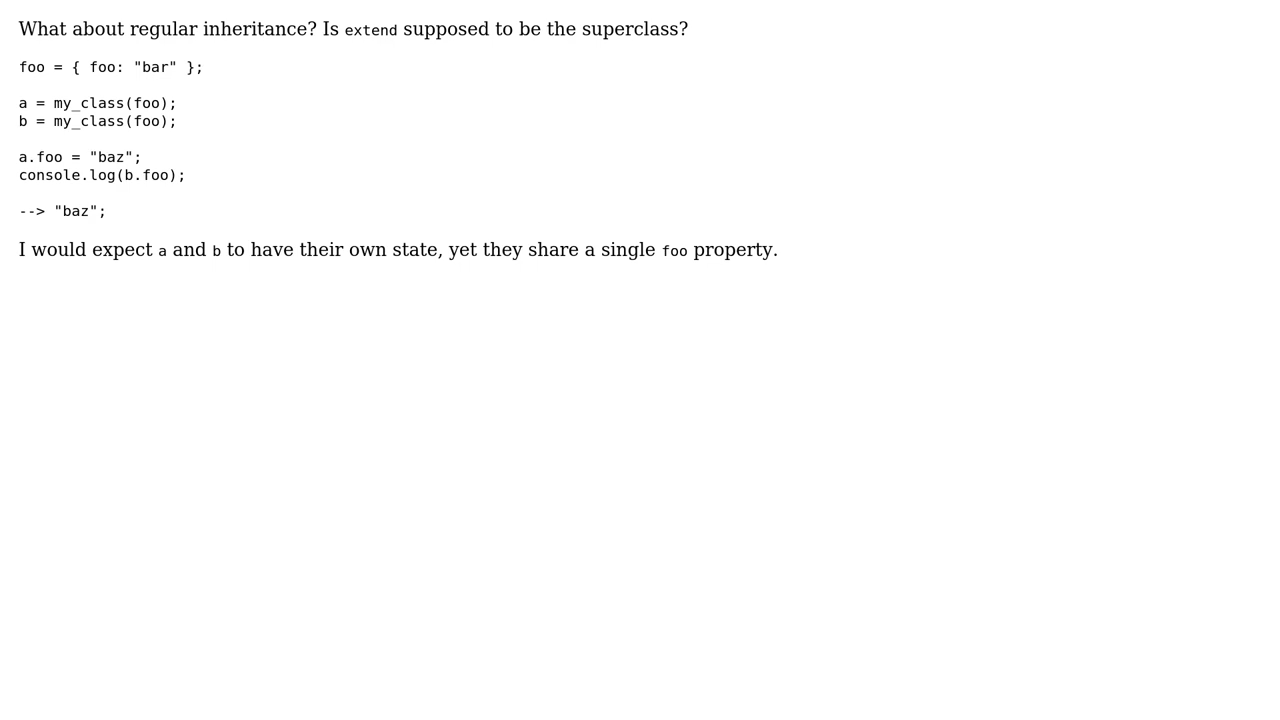 What about regular inheritance? Is extend supposed to be the superclass?
foo = { foo: "bar" };
a = my_class(foo);
b = my_class(foo);
a.foo = "baz";
console.log(b.foo);
--> "baz";
I would expect a and b to have their own state, yet they share a single foo property.